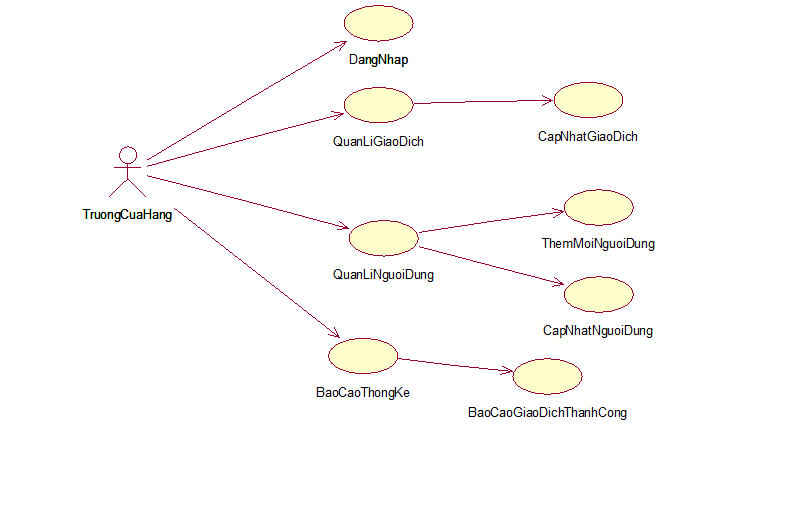 DangNhap
QuanLiGiaoDich
CapNhatGiaoDich
TruongCuaHang
ThemMoiNguoiDung
QuanLiNguoiDung
CapNhatNguoiDung
BaoCaoThongKe
BaoCaoGiaoDichThanhCong